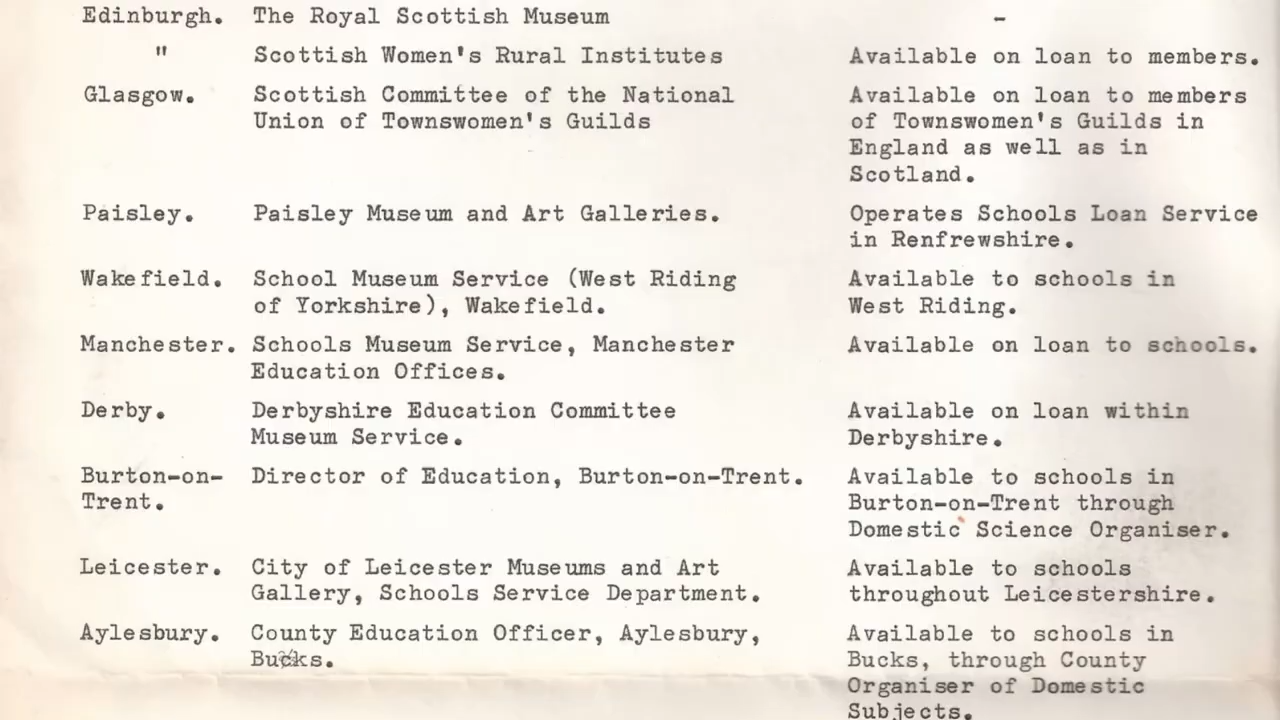 Edinburgh. The Royal Scottish Museum -
" Scottish Women's Rural Institutes Available on loan to members.
Glasgow. Scottish Committee of the National Available on loan to members
Union of Townswomen's Guilds of Townswomen's Guilds in
England as well as in
Scotland.
Paisley. Paisley Museum and Art Galleries. Operates Schools Loan Service
in Renfrewshire.
Wakefield. School Museum Service (West Riding Available to schools in
of Yorkshire), Wakefield. West Riding.
Manchester. Schools Museum Service, Manchester Available on loan to schools.
Education Offices.
Derby. Derbyshire Education Committee Available on loan within
Museum Service. Derbyshire.
Burton-on- Director of Education, Burton-on-Trent. Available to schools in
Trent. Burton-on-Trent through
Domestic Science Organiser.
Leicester. City of Leicester Museums and Art Available to schools
Gallery, Schools Service Department. throughout Leicestershire.
Aylesbury. County Education Officer, Aylesbury, Available to schools in
Bucks. Bucks, through County
Organiser of Domestic
Subjects.